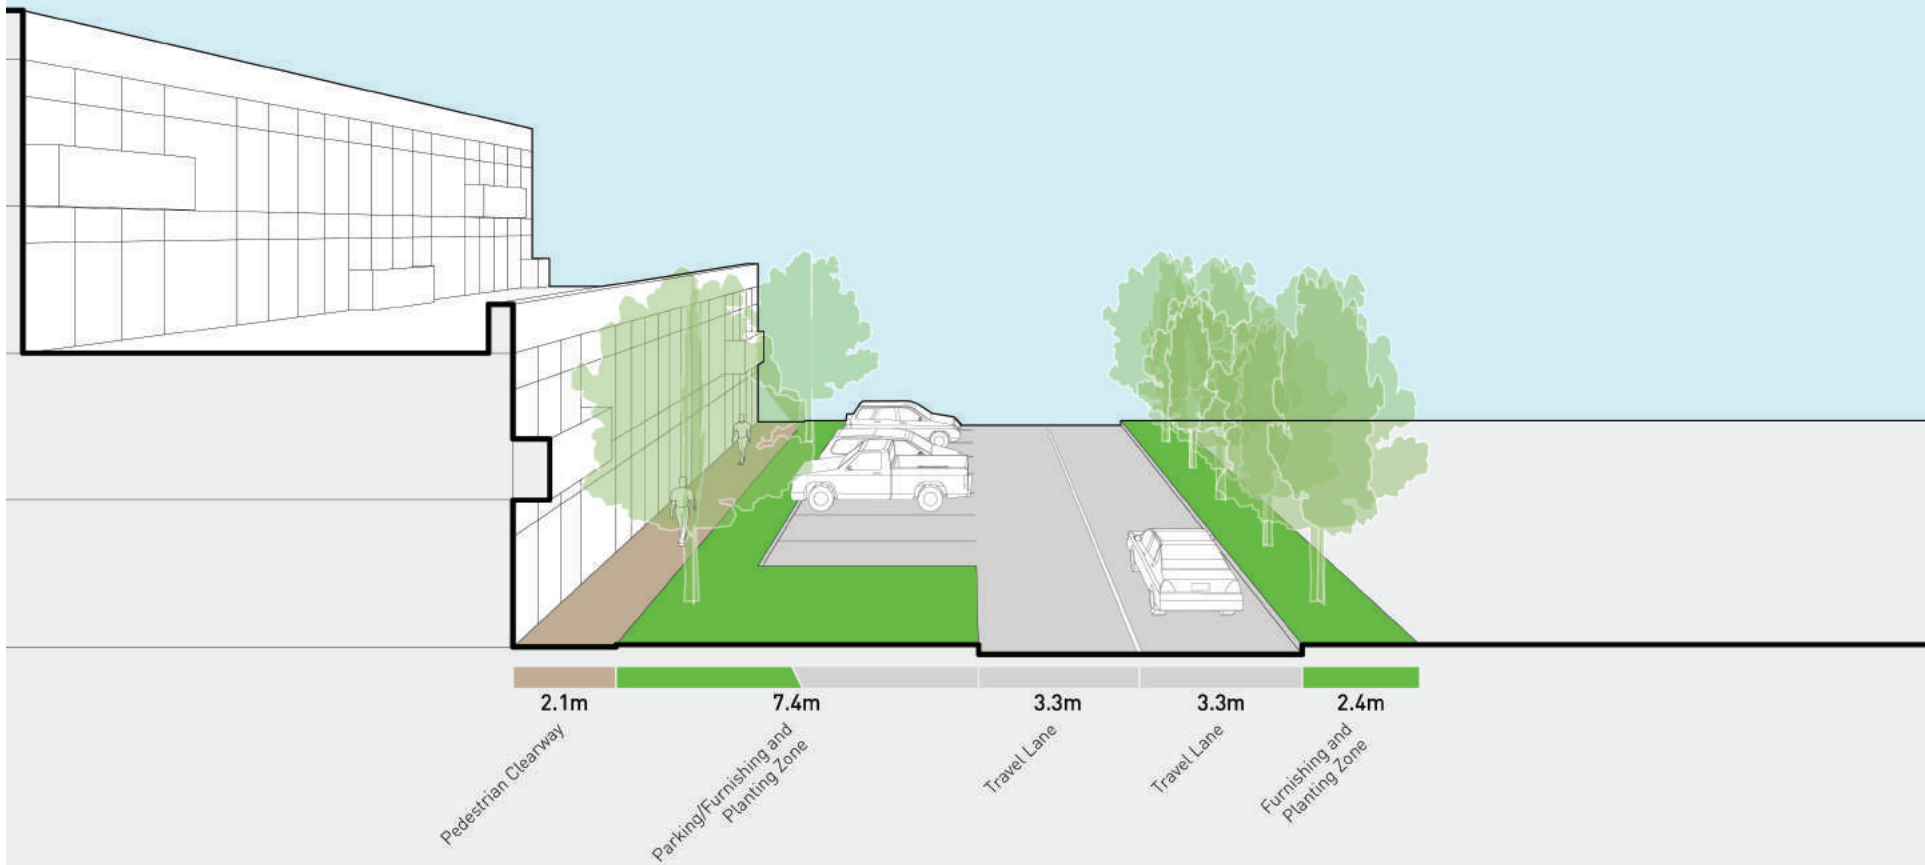 2.1m
7.4m
3.3m
3.3m
2.4m
Pedestrian Clearway
Parking/Furnishing and
Planting Zone
Travel Lane
Travel Lane
Furnishing and
Planting Zone